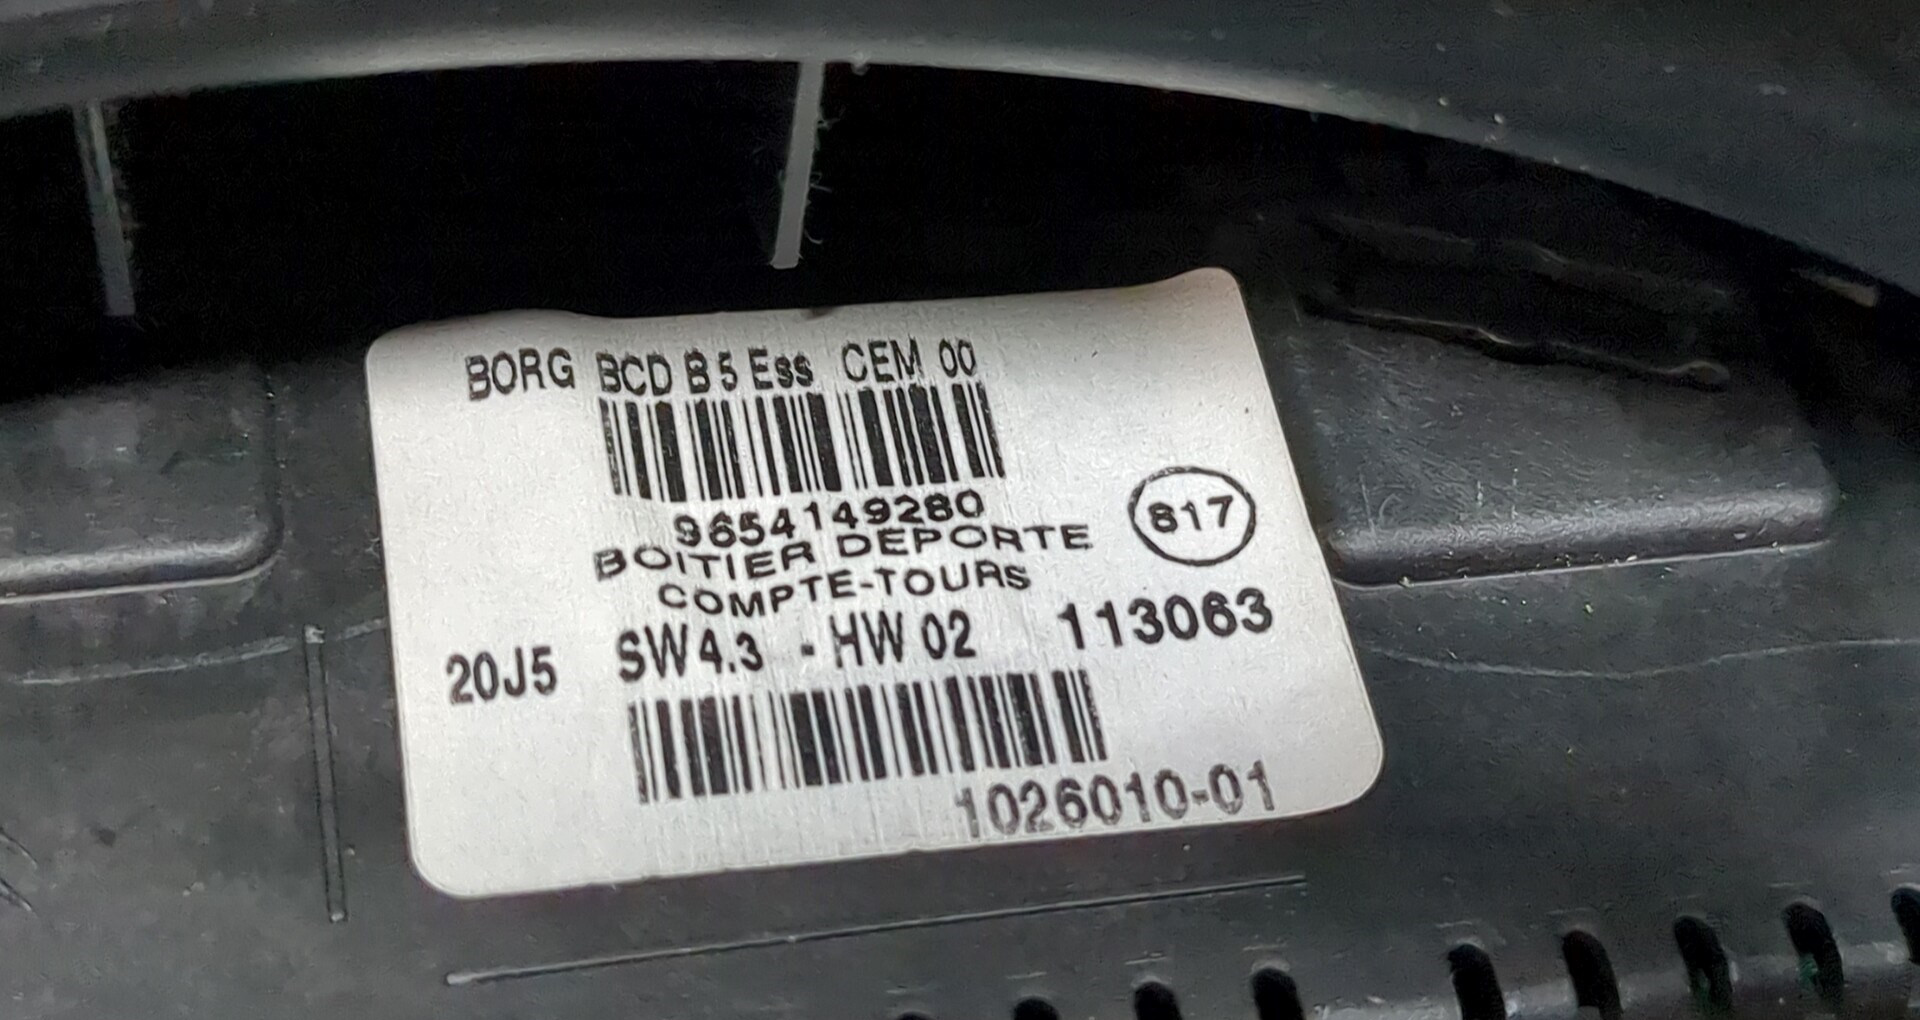 BORG BCD B5 Ess CEM 00
9654149280
BOITIER DEPORTE
COMPTE-TOURS
817
20J5 SW4.3 - HW 02 113063
1026010-01